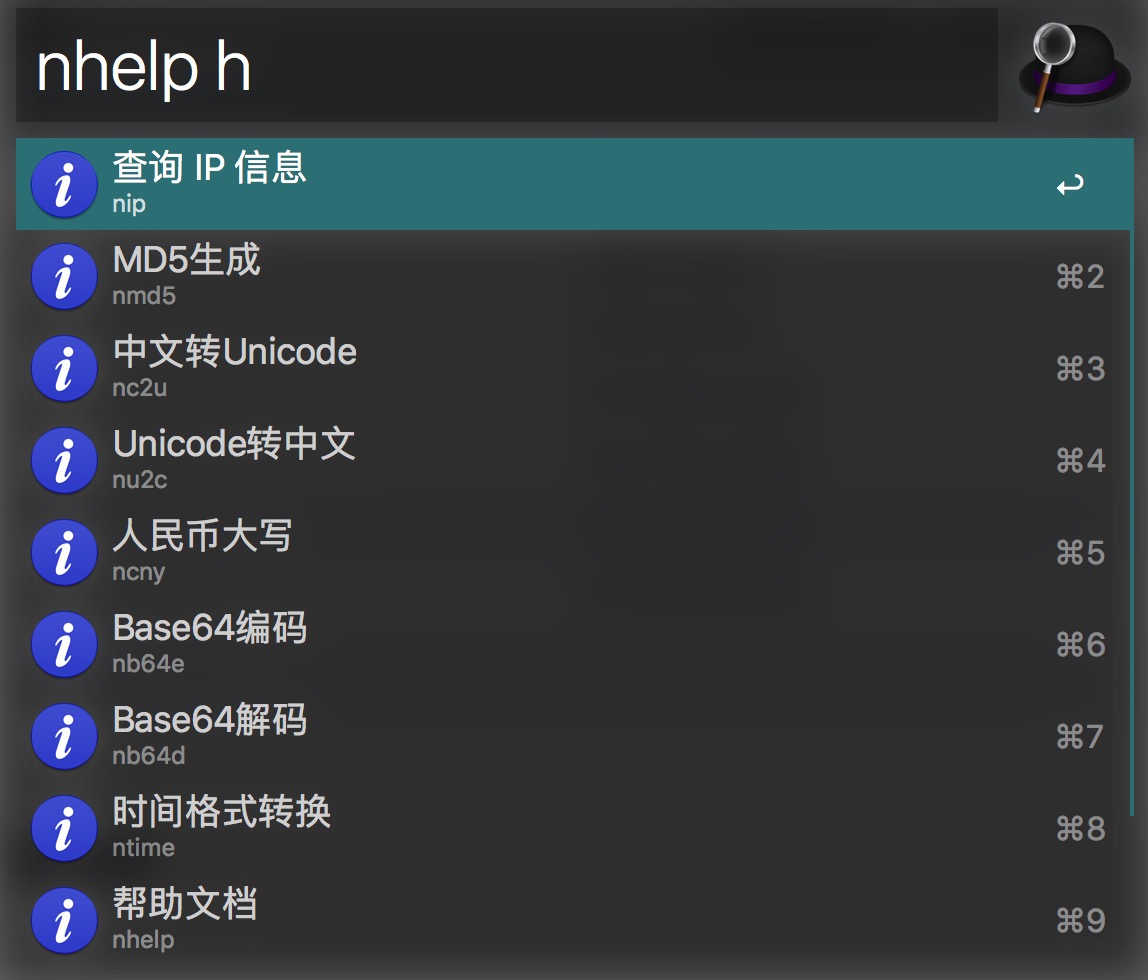 nhelp h
查询 IP 信息
nip
MD5生成
nmd5
⌘2
中文转Unicode
nc2u
⌘3
Unicode转中文
nu2c
⌘4
人民币大写
ncny
⌘5
Base64编码
nb64e
⌘6
Base64解码
nb64d
⌘7
时间格式转换
ntime
⌘8
帮助文档
nhelp
⌘9